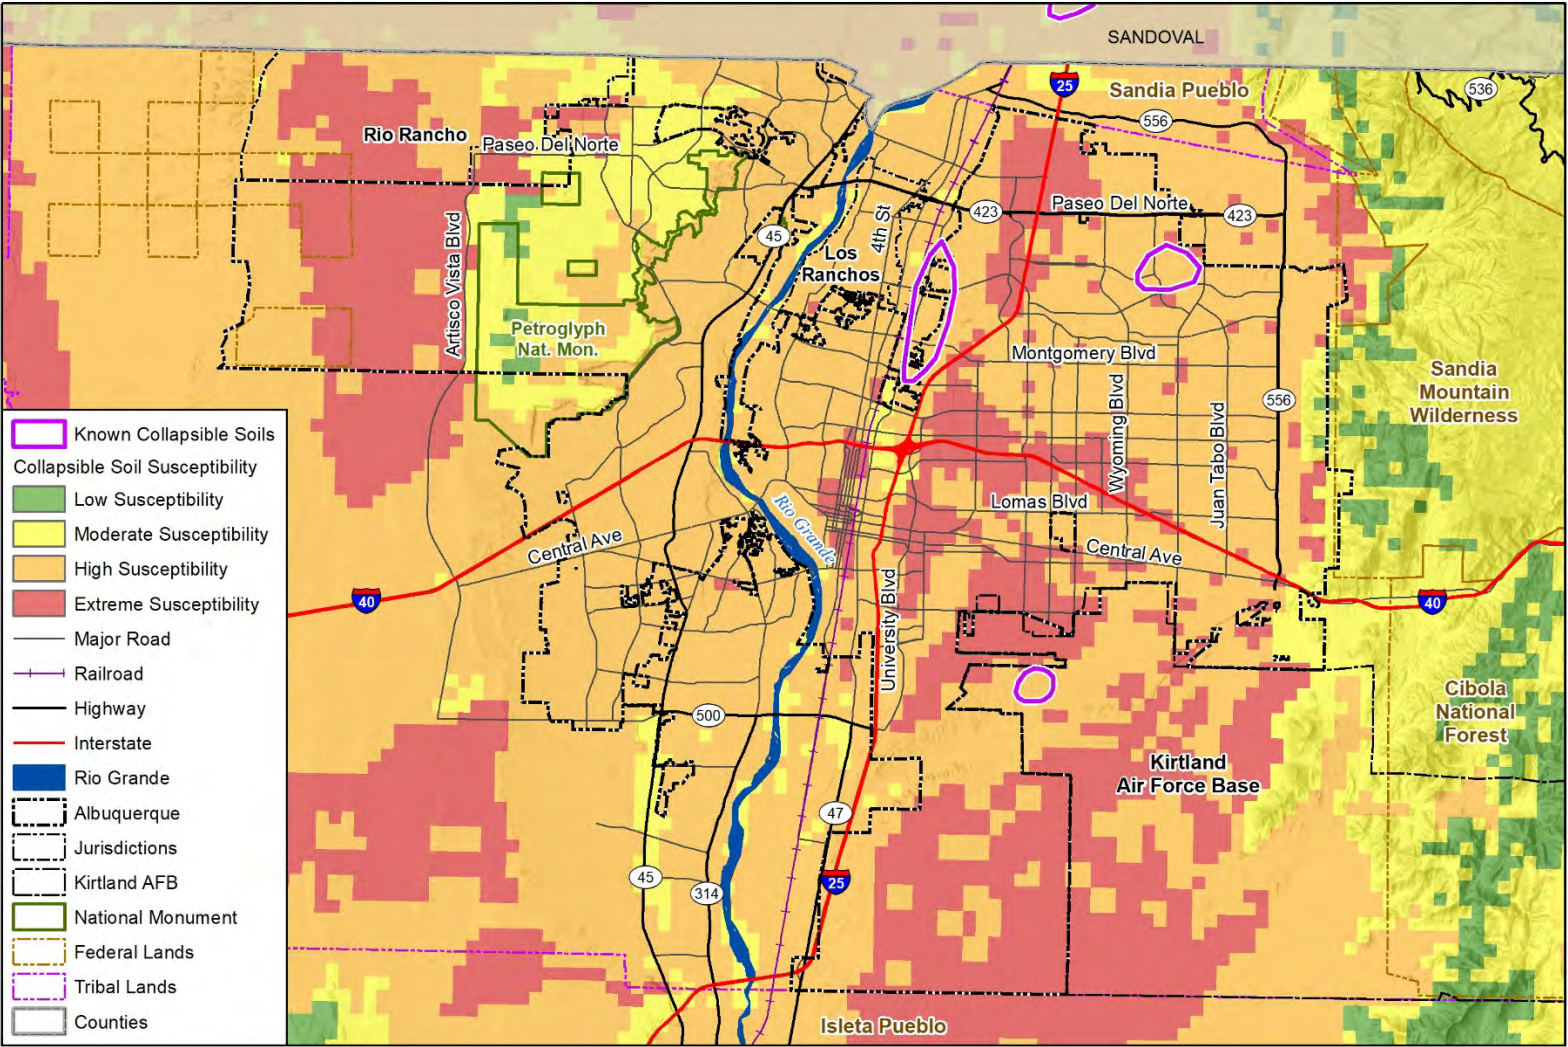 SANDOVAL
25
Sandia Pueblo
536
556
Rio Rancho
Paseo Del Norte
Paseo Del Norte
423
423
45
4th St
Los
Ranchos
Artisco Vista Blvd
Petroglyph
Nat. Mon.
Montgomery Blvd
Sandia
Mountain
Wilderness
556
Wyoming Blvd
Juan Tabo Blvd
Lomas Blvd
Rio Grande
Central Ave
Central Ave
40
40
University Blvd
500
Cibola
National
Forest
Kirtland
Air Force Base
47
45
314
25
Isleta Pueblo
Known Collapsible Soils
Collapsible Soil Susceptibility
Low Susceptibility
Moderate Susceptibility
High Susceptibility
Extreme Susceptibility
Major Road
Railroad
Highway
Interstate
Rio Grande
Albuquerque
Jurisdictions
Kirtland AFB
National Monument
Federal Lands
Tribal Lands
Counties